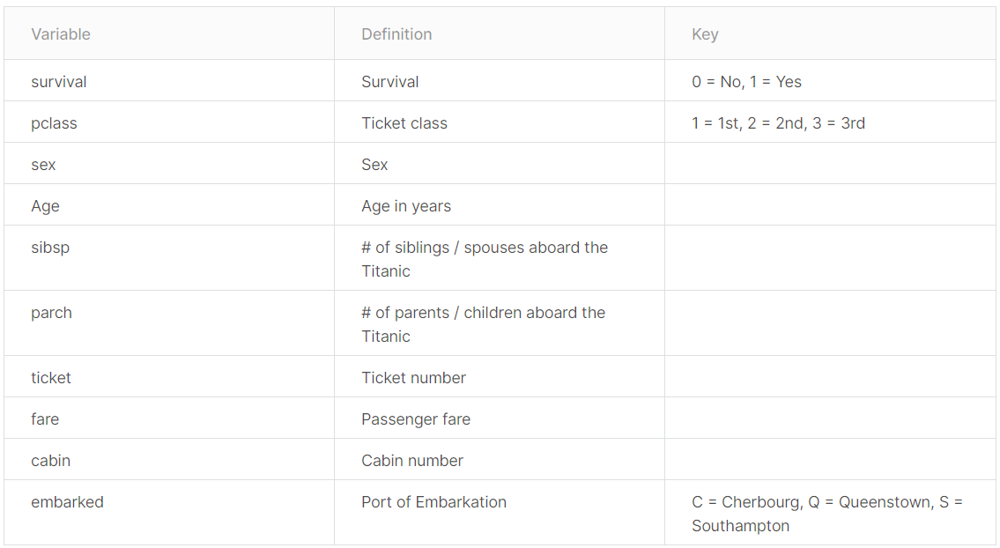 Variable Definition Key
survival Survival 0 = No, 1 = Yes
pclass Ticket class 1 = 1st, 2 = 2nd, 3 = 3rd
sex Sex
Age Age in years
sibsp # of siblings / spouses aboard the
Titanic
parch # of parents / children aboard the
Titanic
ticket Ticket number
fare Passenger fare
cabin Cabin number
embarked Port of Embarkation C = Cherbourg, Q = Queenstown, S =
Southampton